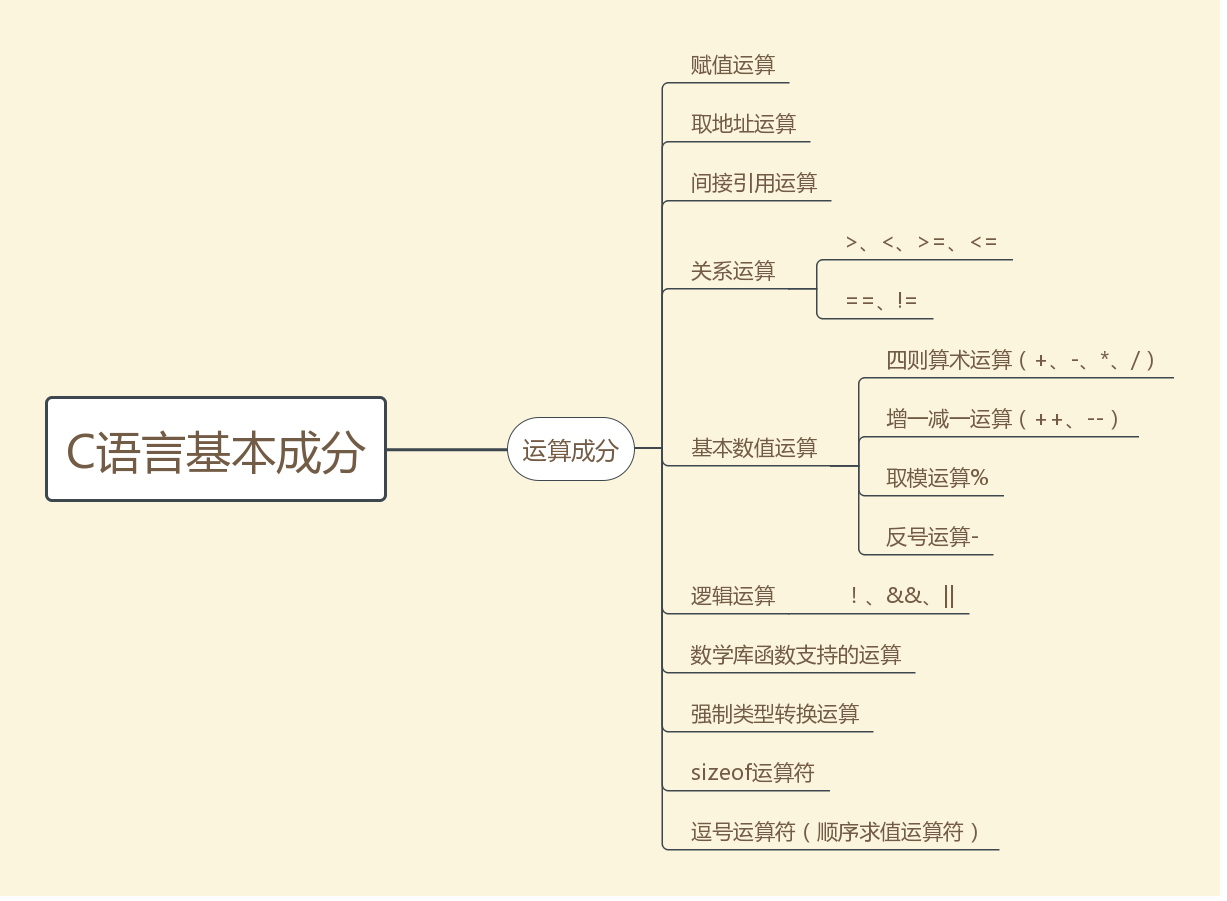 赋值运算
取地址运算
间接引用运算
>、<、>=、<=
关系运算
==、!=
四则算术运算（+、-、*、/）
增一减一运算（++、--）
C语言基本成分
运算成分
基本数值运算
取模运算%
反号运算-
逻辑运算
！、&&、||
数学库函数支持的运算
强制类型转换运算
sizeof运算符
逗号运算符（顺序求值运算符）